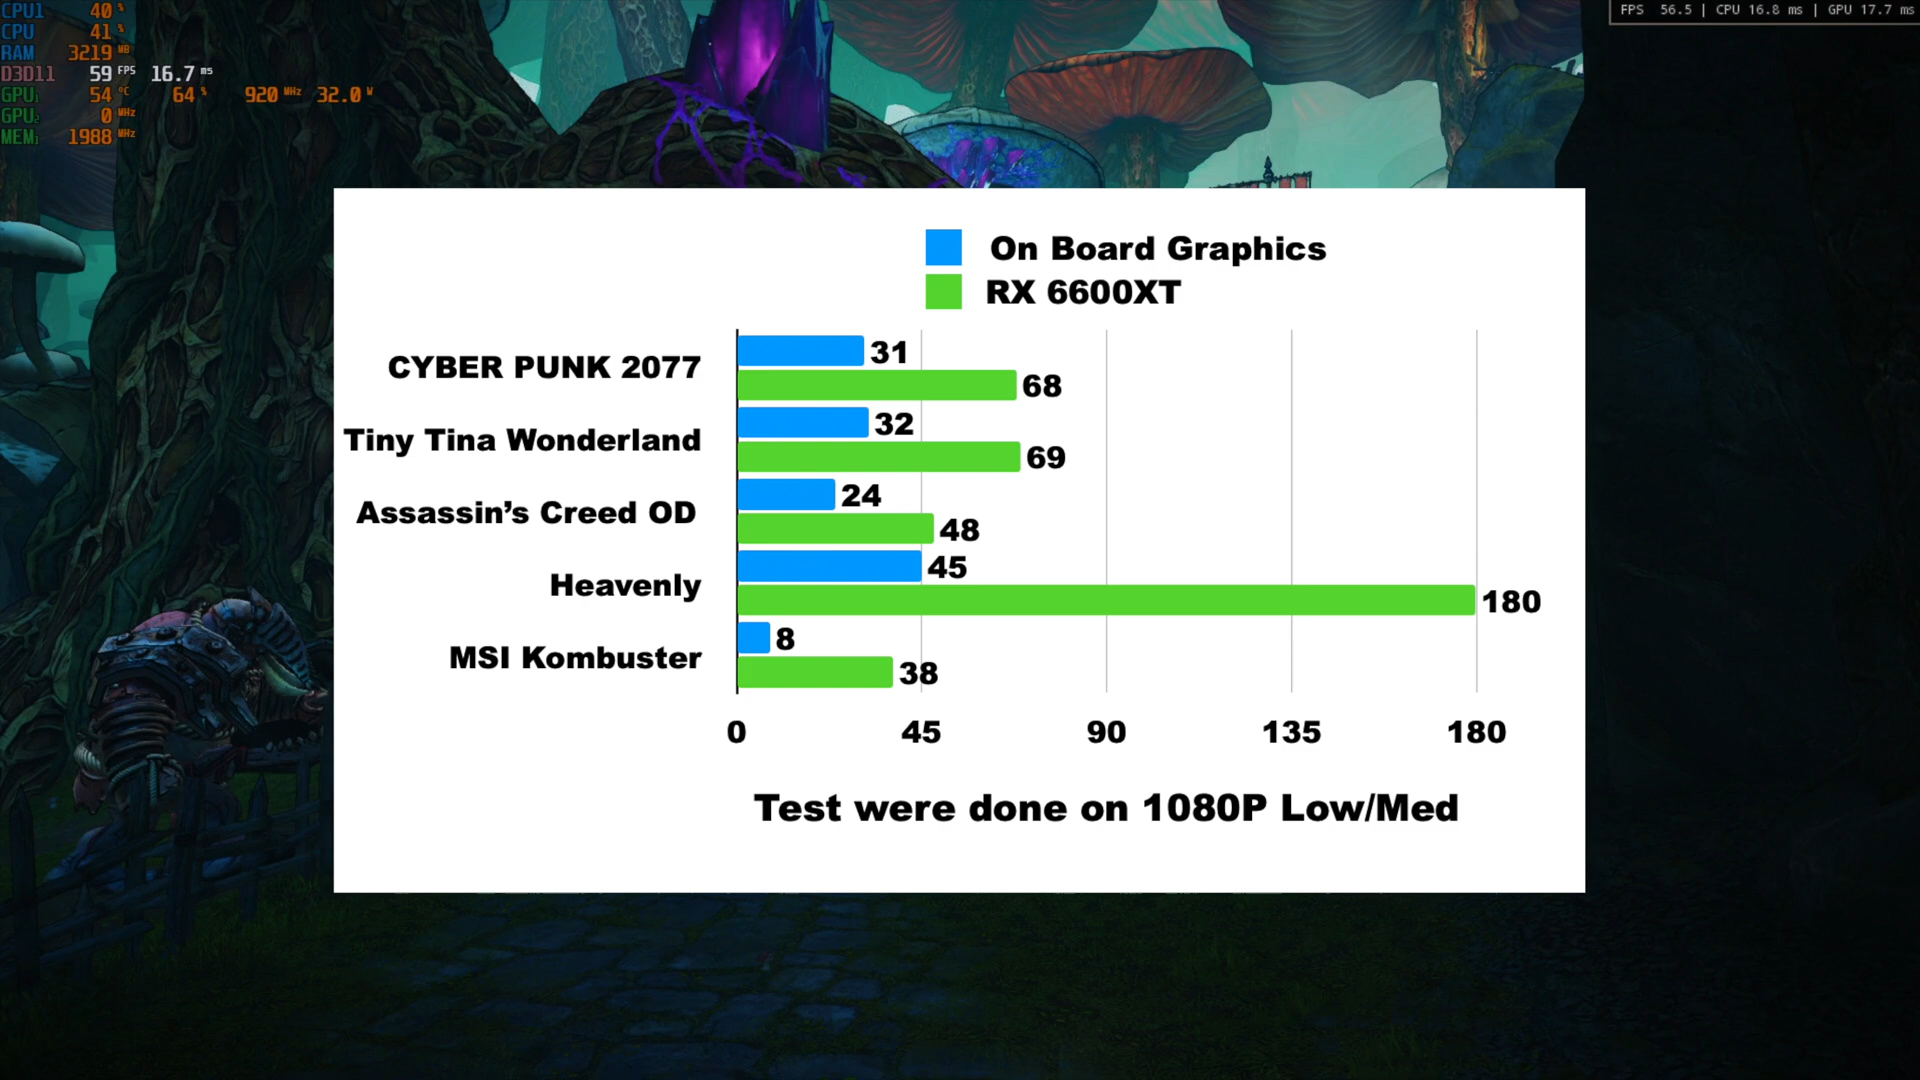 CPU1 40 %
CPU 41 %
RAM 3219 MB
D3D11 59 FPS 16.7 ms
GPU1 54 °C 64 % 920 MHz 32.0 W
GPU2 0 MHz
MEM1 1988 MHz
FPS 56.5 | CPU 16.8 ms | GPU 17.7 ms
On Board Graphics
RX 6600XT
CYBER PUNK 2077
31
68
Tiny Tina Wonderland
32
69
Assassin’s Creed OD
24
48
Heavenly
45
180
MSI Kombuster
8
38
0 45 90 135 180
Test were done on 1080P Low/Med